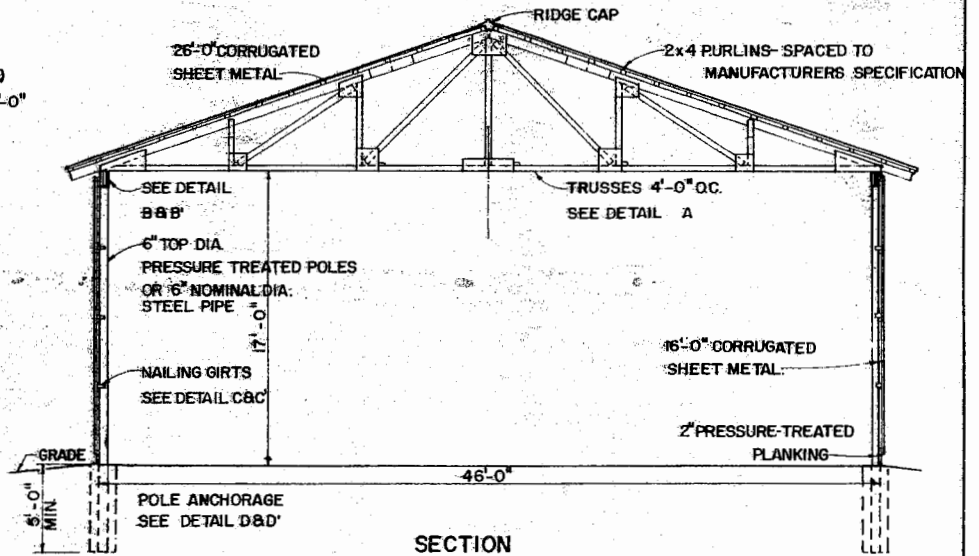 RIDGE CAP
26'-0" CORRUGATED
SHEET METAL
2x4 PURLINS- SPACED TO
MANUFACTURERS SPECIFICATION
-0"
SEE DETAIL
B & B'
TRUSSES 4'-0" O.C.
SEE DETAIL A
6" TOP DIA.
PRESSURE TREATED POLES
OR 6" NOMINAL DIA.
STEEL PIPE
17'-0"
16'-0" CORRUGATED
SHEET METAL.
NAILING GIRTS
SEE DETAIL C&C'
2" PRESSURE-TREATED
PLANKING
GRADE
46'-0"
5'-0"
MIN.
POLE ANCHORAGE
SEE DETAIL D&D'
SECTION